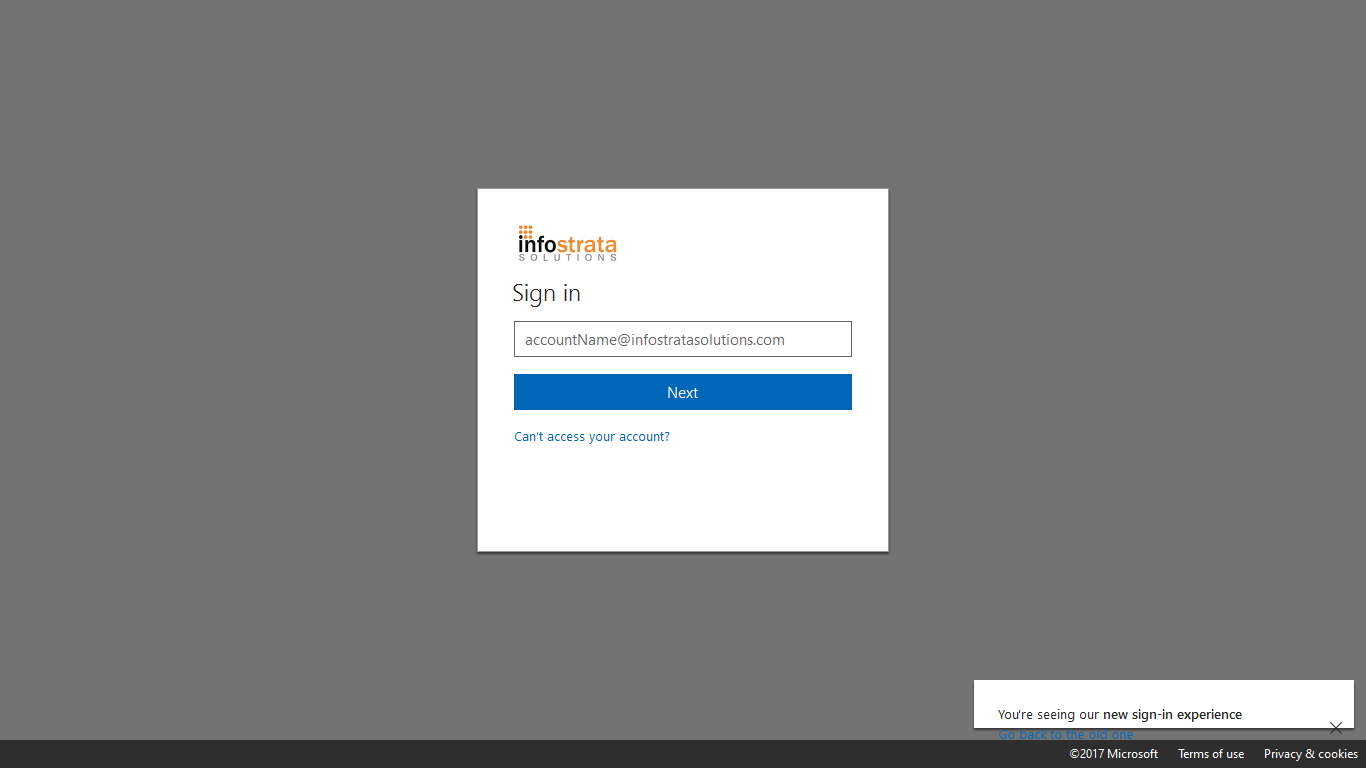 infostrata
SOLUTIONS
Sign in
accountName@infostratasolutions.com
Next
Can't access your account?
You're seeing our new sign-in experience
Go back to the old one
©2017 Microsoft Terms of use Privacy & cookies